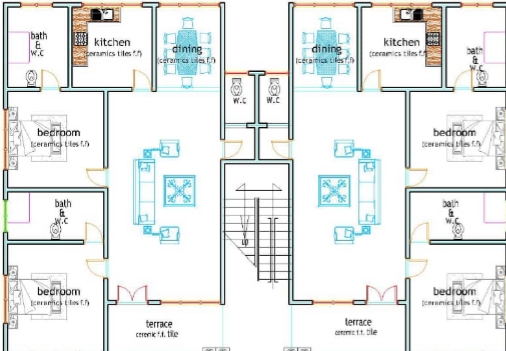 bath
&
w.c
kitchen
(ceramics tiles f.f)
dining
(ceramics tiles f.f)
dining
(ceramics tiles f.f)
kitchen
(ceramics tiles f.f)
bath
&
w.c
w.c
w.c
bedroom
(ceramics tiles f.f)
bedroom
(ceramics tiles f.f)
bath
&
w.c
bath
&
w.c
up
bedroom
(ceramics tiles f.f)
bedroom
(ceramics tiles f.f)
terrace
ceramic f.t. tile
terrace
ceramic f.t. tile